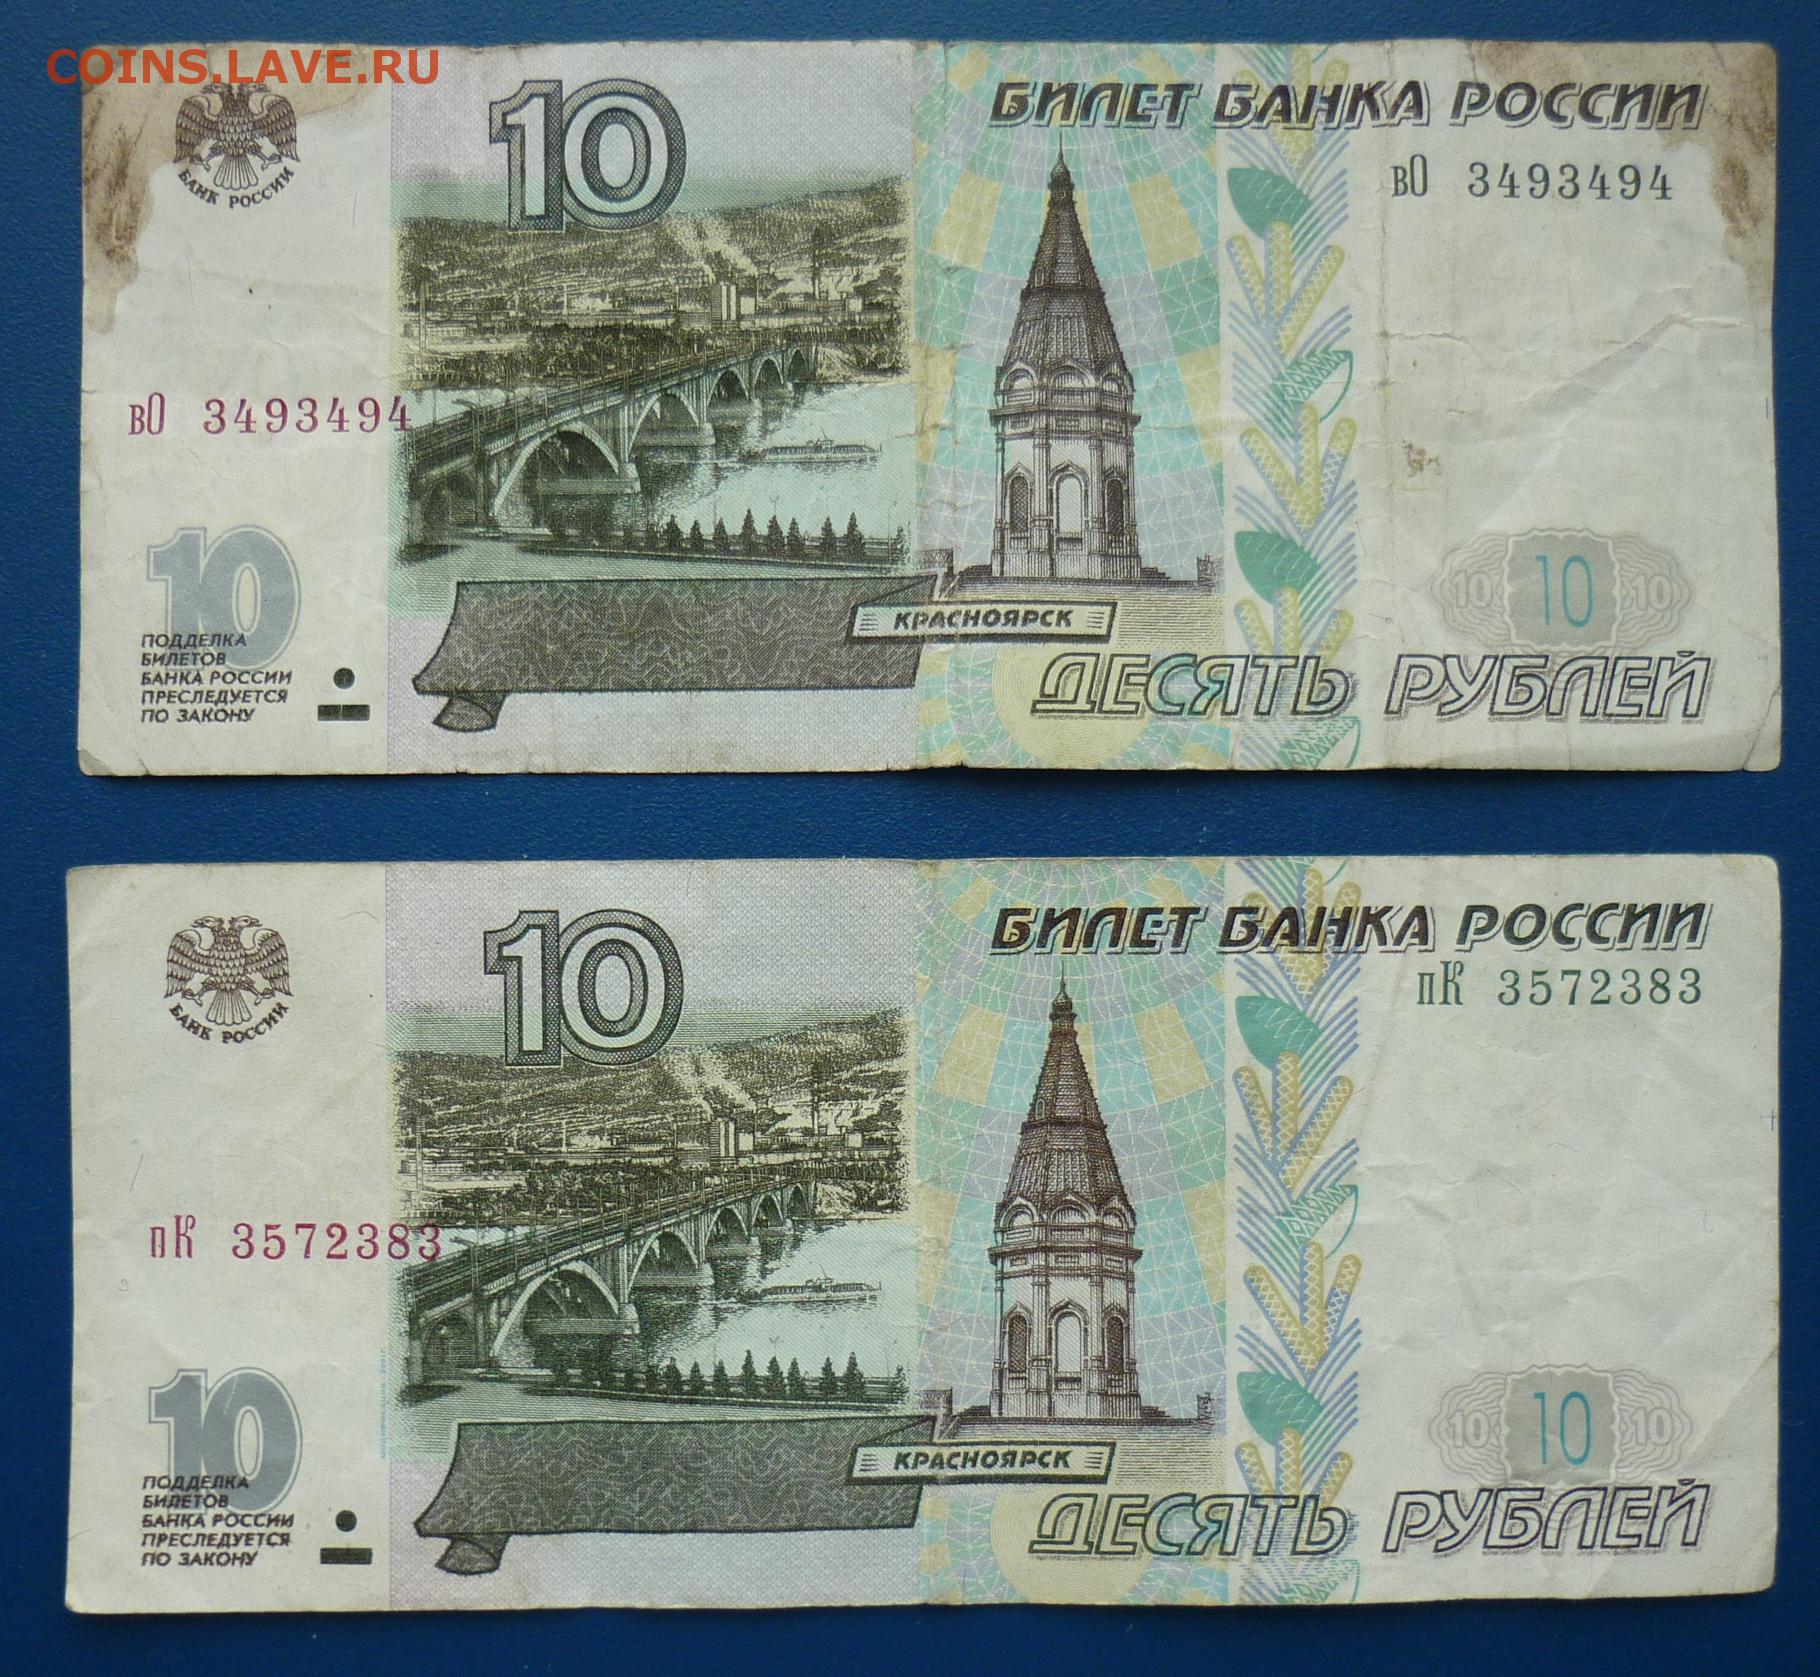 COINS.LAVE.RU
10
БИЛЕТ БАНКА РОССИИ
вО 3493494
БАНК РОССИИ
вО 3493494
10
10 10 10
КРАСНОЯРСК
ПОДДЕЛКА
БИЛЕТОВ
БАНКА РОССИИ
ПРЕСЛЕДУЕТСЯ
ПО ЗАКОНУ
ДЕСЯТЬ РУБЛЕЙ
10
БИЛЕТ БАНКА РОССИИ
пК 3572383
БАНК РОССИИ
пК 3572383
10
10 10 10
КРАСНОЯРСК
ПОДДЕЛКА
БИЛЕТОВ
БАНКА РОССИИ
ПРЕСЛЕДУЕТСЯ
ПО ЗАКОНУ
ДЕСЯТЬ РУБЛЕЙ